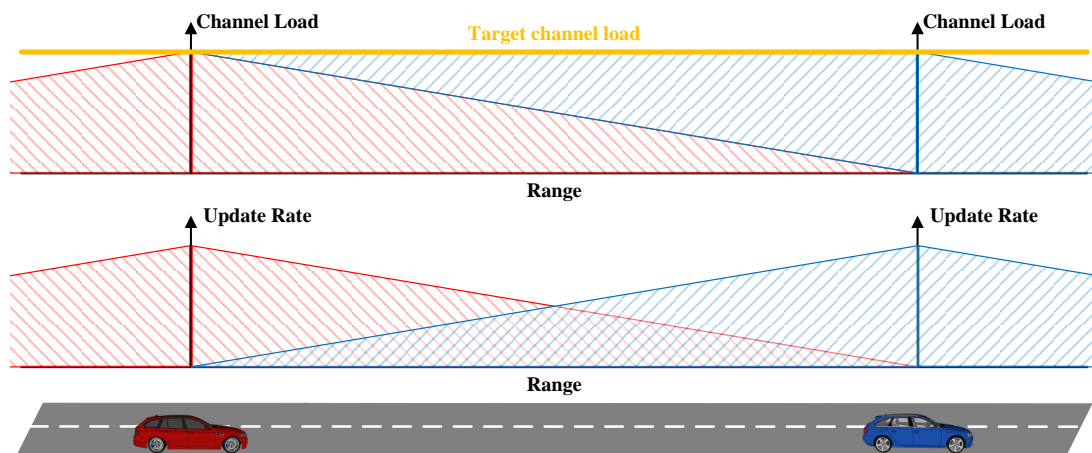 Channel Load
Channel Load
Target channel load
Range
Update Rate
Update Rate
Range